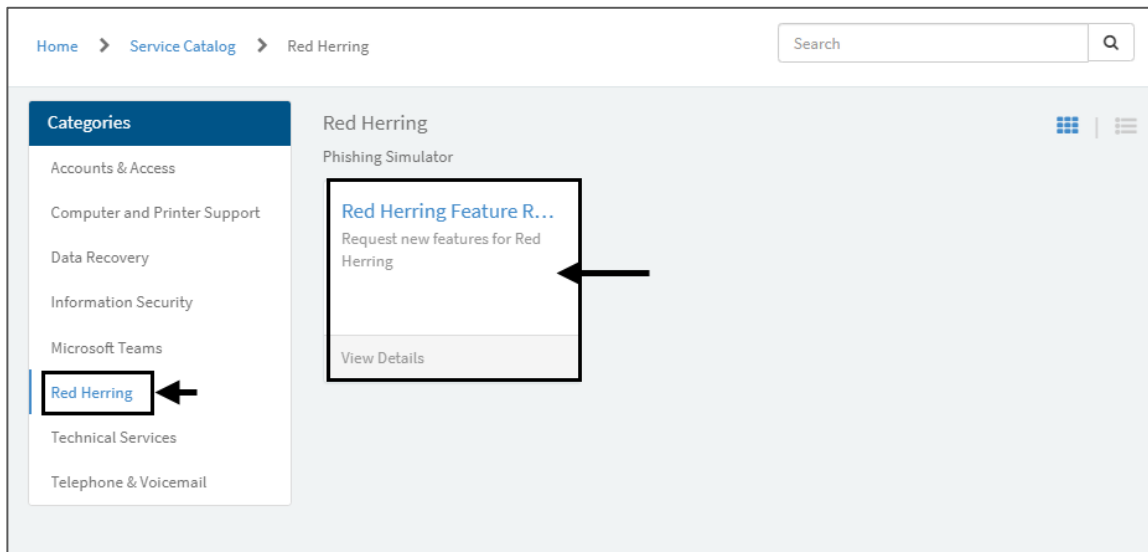 Home > Service Catalog > Red Herring
Search
Categories
Accounts & Access
Computer and Printer Support
Data Recovery
Information Security
Microsoft Teams
Red Herring
Technical Services
Telephone & Voicemail
Red Herring
Phishing Simulator
Red Herring Feature R...
Request new features for Red
Herring
View Details